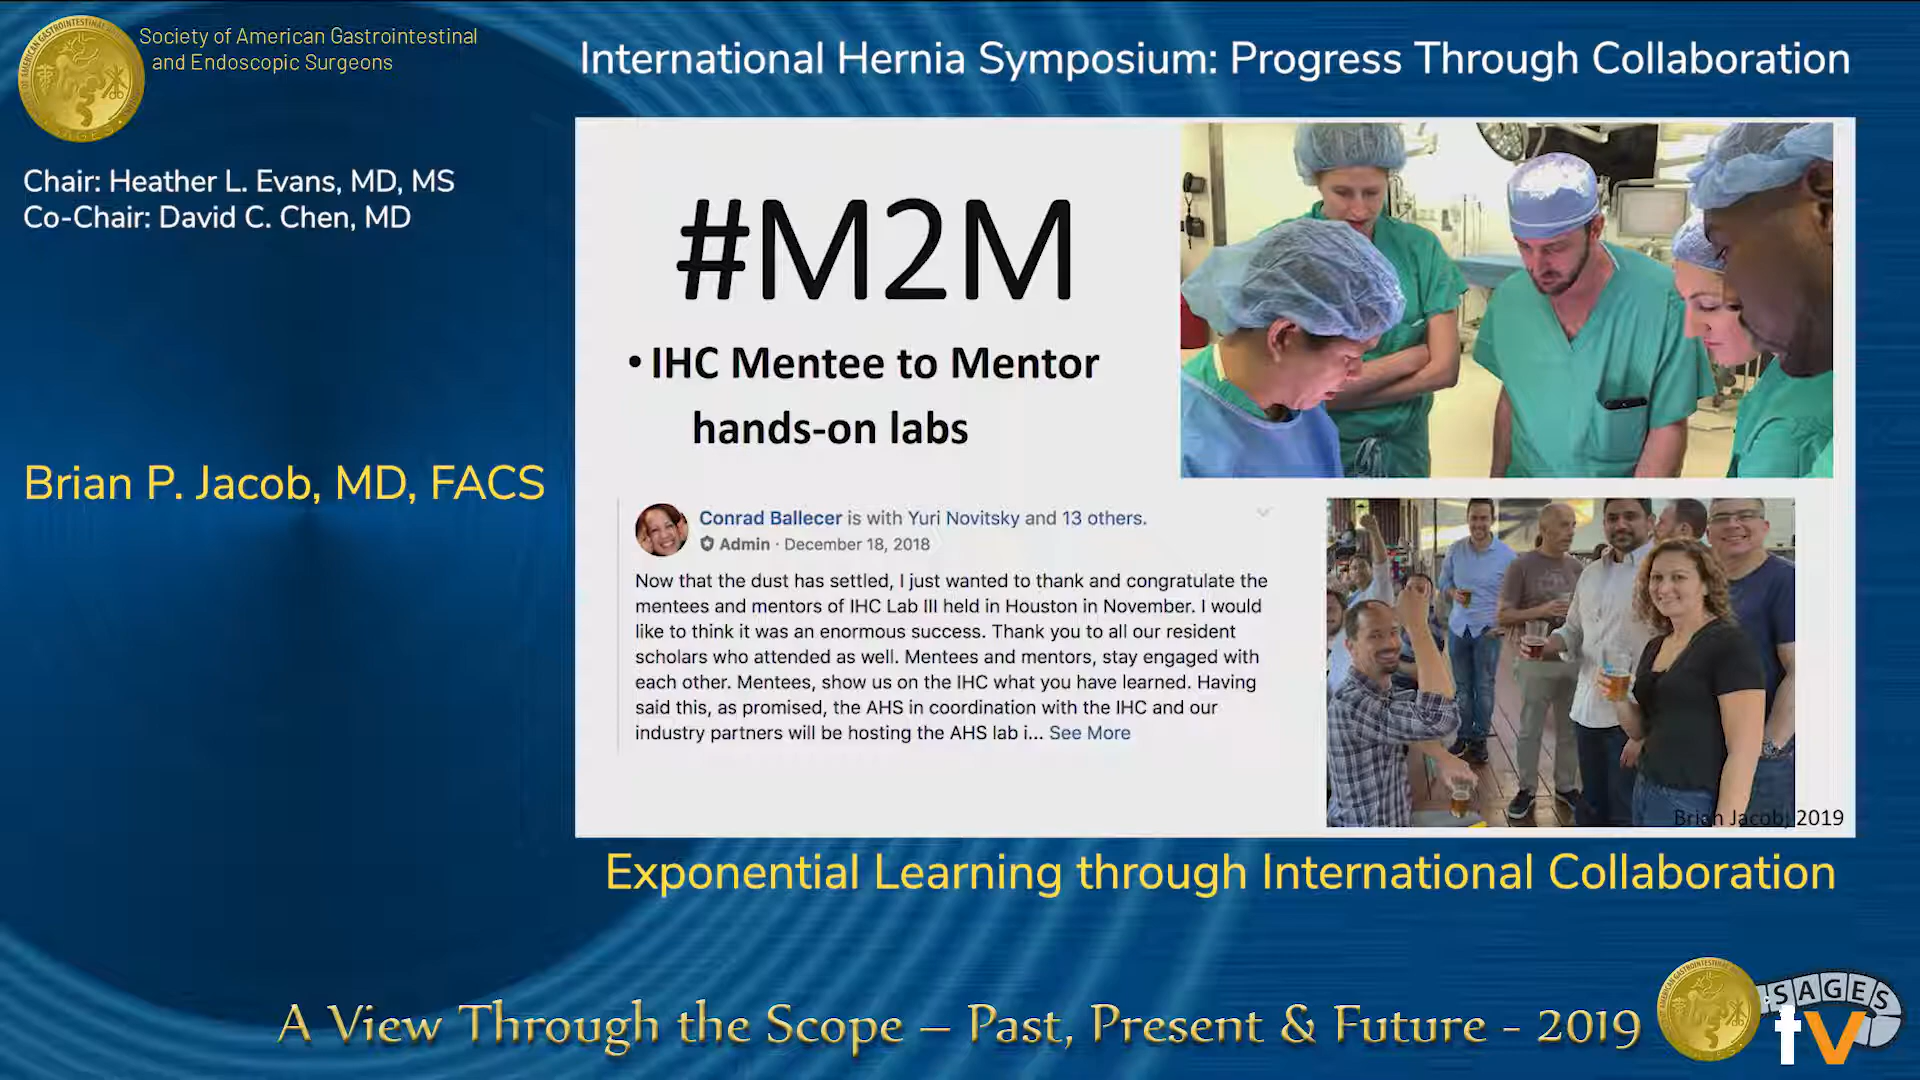 Society of American Gastrointestinal
and Endoscopic Surgeons
International Hernia Symposium: Progress Through Collaboration
Chair: Heather L. Evans, MD, MS
Co-Chair: David C. Chen, MD
Brian P. Jacob, MD, FACS
#M2M
• IHC Mentee to Mentor
hands-on labs
Conrad Ballecer is with Yuri Novitsky and 13 others.
Admin · December 18, 2018
Now that the dust has settled, I just wanted to thank and congratulate the
mentees and mentors of IHC Lab III held in Houston in November. I would
like to think it was an enormous success. Thank you to all our resident
scholars who attended as well. Mentees and mentors, stay engaged with
each other. Mentees, show us on the IHC what you have learned. Having
said this, as promised, the AHS in coordination with the IHC and our
industry partners will be hosting the AHS lab i... See More
Brian Jacob, 2019
Exponential Learning through International Collaboration
A View Through the Scope – Past, Present & Future - 2019
SAGES
tv